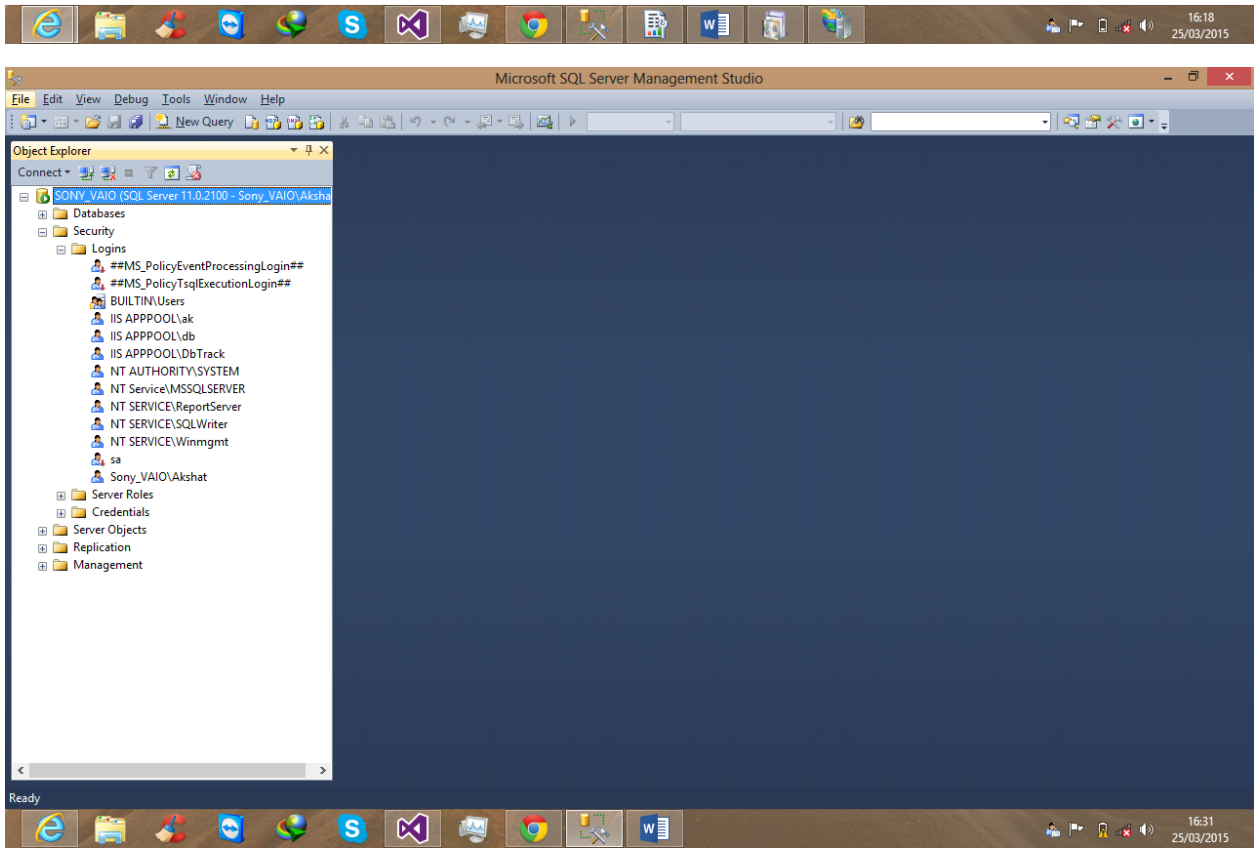 16:18
25/03/2015
Microsoft SQL Server Management Studio
File Edit View Debug Tools Window Help
New Query
Object Explorer
Connect
SONY_VAIO (SQL Server 11.0.2100 - Sony_VAIO\Aksha
Databases
Security
Logins
##MS_PolicyEventProcessingLogin##
##MS_PolicyTsqlExecutionLogin##
BUILTIN\Users
IIS APPPOOL\ak
IIS APPPOOL\db
IIS APPPOOL\DbTrack
NT AUTHORITY\SYSTEM
NT Service\MSSQLSERVER
NT SERVICE\ReportServer
NT SERVICE\SQLWriter
NT SERVICE\Winmgmt
sa
Sony_VAIO\Akshat
Server Roles
Credentials
Server Objects
Replication
Management
Ready
16:31
25/03/2015